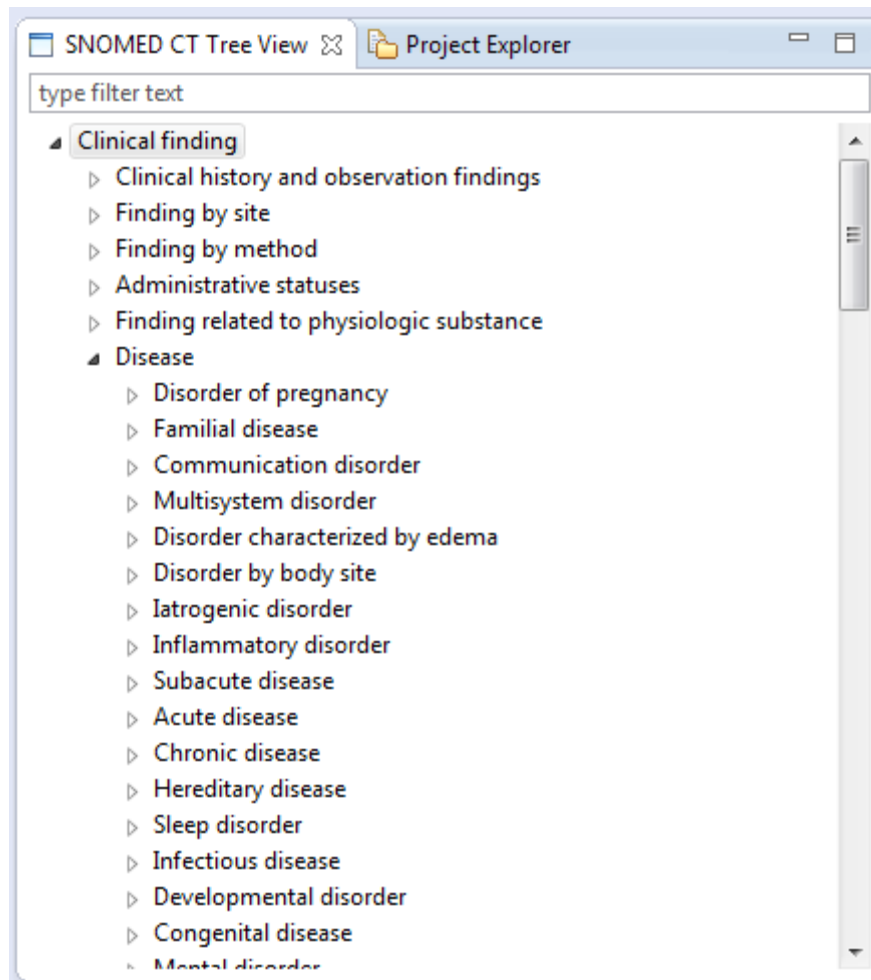 SNOMED CT Tree View Project Explorer
type filter text
Clinical finding
Clinical history and observation findings
Finding by site
Finding by method
Administrative statuses
Finding related to physiologic substance
Disease
Disorder of pregnancy
Familial disease
Communication disorder
Multisystem disorder
Disorder characterized by edema
Disorder by body site
Iatrogenic disorder
Inflammatory disorder
Subacute disease
Acute disease
Chronic disease
Hereditary disease
Sleep disorder
Infectious disease
Developmental disorder
Congenital disease
Mental disorder